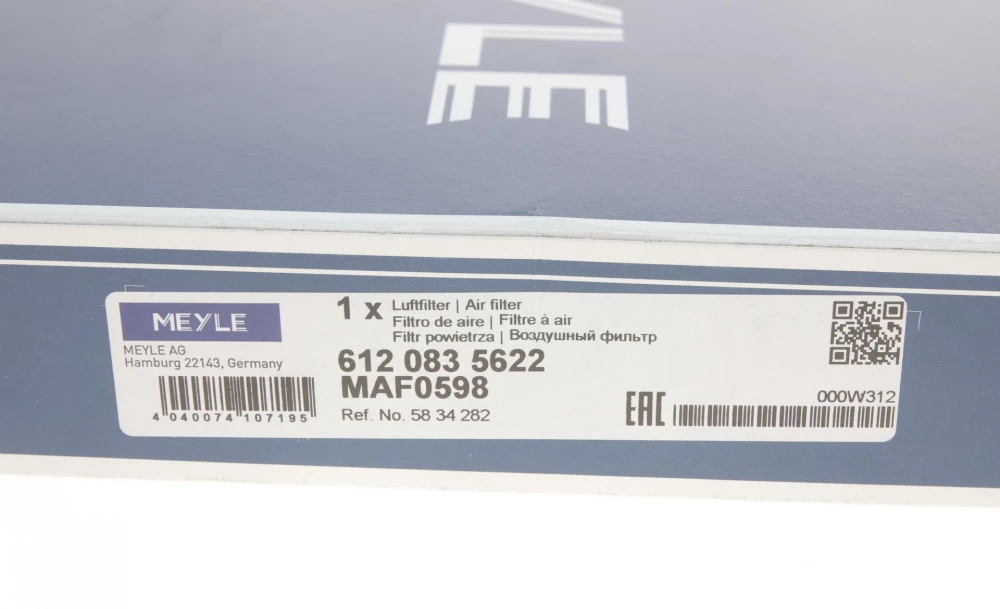 YLE
MEYLE
MEYLE AG
Hamburg 22143, Germany
4 040074 107195
1 x
Luftfilter | Air filter
Filtro de aire | Filtre à air
Filtr powietrza | Воздушный фильтр
612 083 5622
MAF0598
Ref. No. 58 34 282
EAC
000W312